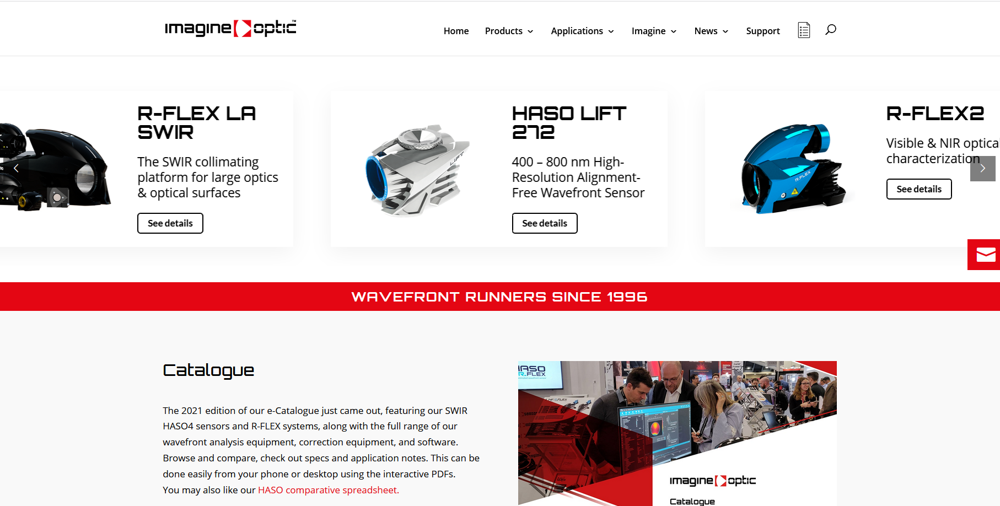 imagine optic™
Home Products Applications Imagine News Support
R-FLEX LA
SWIR
The SWIR collimating
platform for large optics
& optical surfaces
See details
LIFT
HASO LIFT
272
400 – 800 nm High-
Resolution Alignment-
Free Wavefront Sensor
See details
R-FLEX
R-FLEX2
Visible & NIR optical
characterization
See details
WAVEFRONT RUNNERS SINCE 1996
Catalogue
The 2021 edition of our e-Catalogue just came out, featuring our SWIR
HASO4 sensors and R-FLEX systems, along with the full range of our
wavefront analysis equipment, correction equipment, and software.
Browse and compare, check out specs and application notes. This can be
done easily from your phone or desktop using the interactive PDFs.
You may also like our HASO comparative spreadsheet.
HASO
R-FLEX
imagine optic
Catalogue